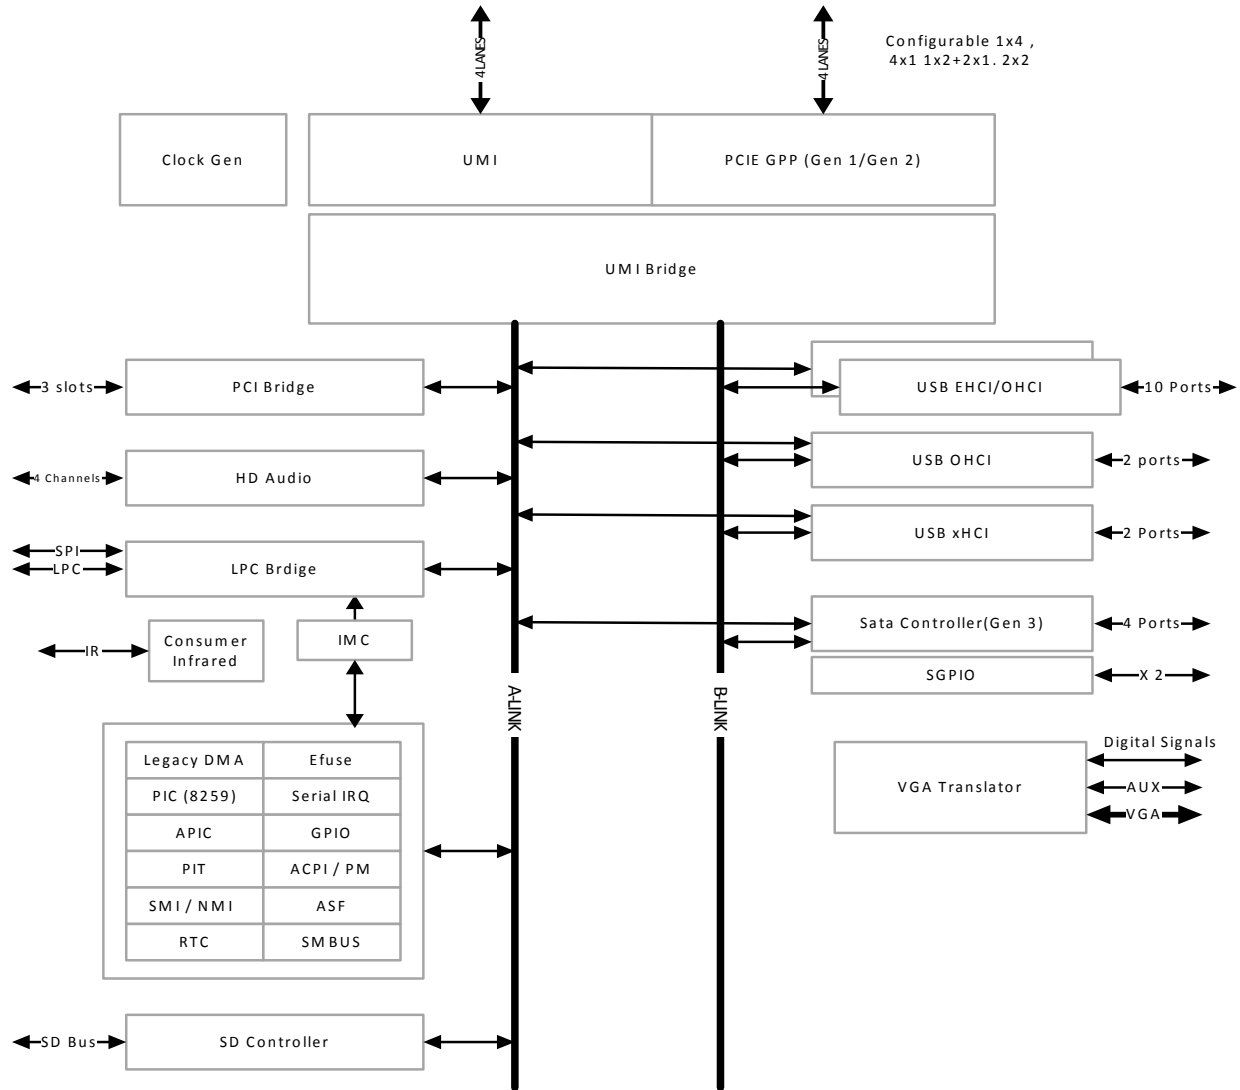 4 LANES
4 LANES
Configurable 1x4 ,
4x1 1x2+2x1. 2x2
Clock Gen
UMI
PCIE GPP (Gen 1/Gen 2)
UMI Bridge
3 slots
PCI Bridge
USB EHCI/OHCI
10 Ports
4 Channels
HD Audio
USB OHCI
2 ports
SPI
LPC
LPC Brdige
USB xHCI
2 Ports
IR
Consumer
Infrared
IMC
Sata Controller(Gen 3)
4 Ports
SGPIO
X 2
A-LINK
B-LINK
Legacy DMA
Efuse
PIC (8259)
Serial IRQ
APIC
GPIO
PIT
ACPI / PM
SMI / NMI
ASF
RTC
SMBUS
VGA Translator
Digital Signals
AUX
VGA
SD Bus
SD Controller